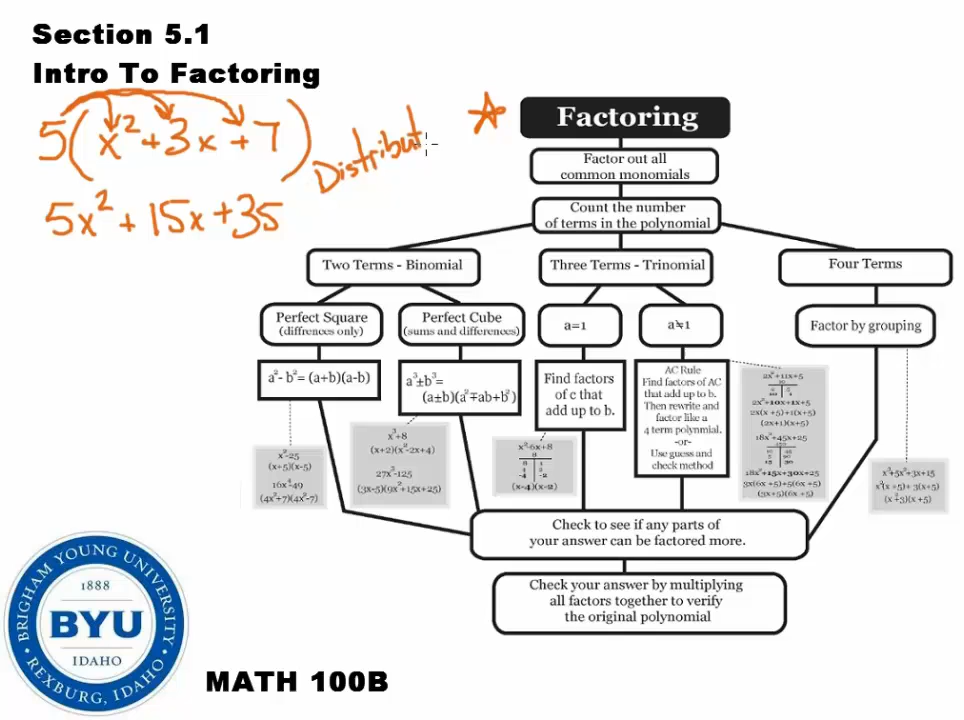 Section 5.1
Intro To Factoring
5(x²+3x+7)
Distribut
5x²+15x+35
Factoring
Factor out all
common monomials
Count the number
of terms in the polynomial
Two Terms - Binomial
Three Terms - Trinomial
Four Terms
Perfect Square
(diffrences only)
Perfect Cube
(sums and differences)
a=1
a≒1
Factor by grouping
a²- b²= (a+b)(a-b)
a³±b³=
(a±b)(a²∓ab+b²)
Find factors
of c that
add up to b.
AC Rule
Find factors of AC
that add up to b.
Then rewrite and
factor like a
4 term polynmial.
-or-
Use guess and
check method
x²-25
(x+5)(x-5)
16x⁴-49
(4x²+7)(4x²-7)
x³+8
(x+2)(x²-2x+4)
27x³-125
(3x-5)(9x²+15x+25)
x²-6x+8
8
8 1
4 2
-4 -2
(x-4)(x-2)
2x²+11x+5
10
2x²+10x+1x+5
2x(x+5)+1(x+5)
(2x+1)(x+5)
18x²+45x+25
450
18x²+15x+30x+25
3x(6x+5)+5(6x+5)
(3x+5)(6x+5)
x³+5x²+3x+15
x²(x+5)+3(x+5)
(x²+3)(x+5)
Check to see if any parts of
your answer can be factored more.
Check your answer by multiplying
all factors together to verify
the original polynomial
BRIGHAM YOUNG UNIVERSITY
1888
BYU
IDAHO
REXBURG, IDAHO
MATH 100B